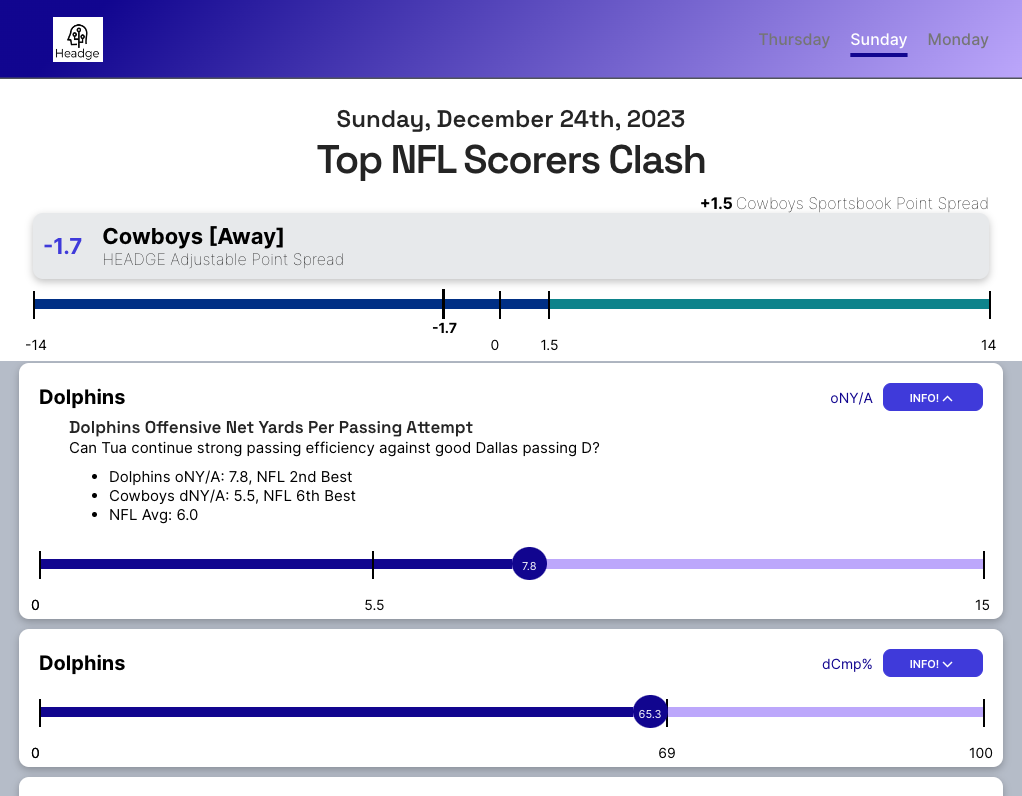 Headge
Thursday Sunday Monday
Sunday, December 24th, 2023
Top NFL Scorers Clash
+1.5 Cowboys Sportsbook Point Spread
-1.7
Cowboys [Away]
HEADGE Adjustable Point Spread
-1.7
-14 0 1.5 14
Dolphins
oNY/A INFO!
Dolphins Offensive Net Yards Per Passing Attempt
Can Tua continue strong passing efficiency against good Dallas passing D?
• Dolphins oNY/A: 7.8, NFL 2nd Best
• Cowboys dNY/A: 5.5, NFL 6th Best
• NFL Avg: 6.0
7.8
0 5.5 15
Dolphins
dCmp% INFO!
65.3
0 69 100